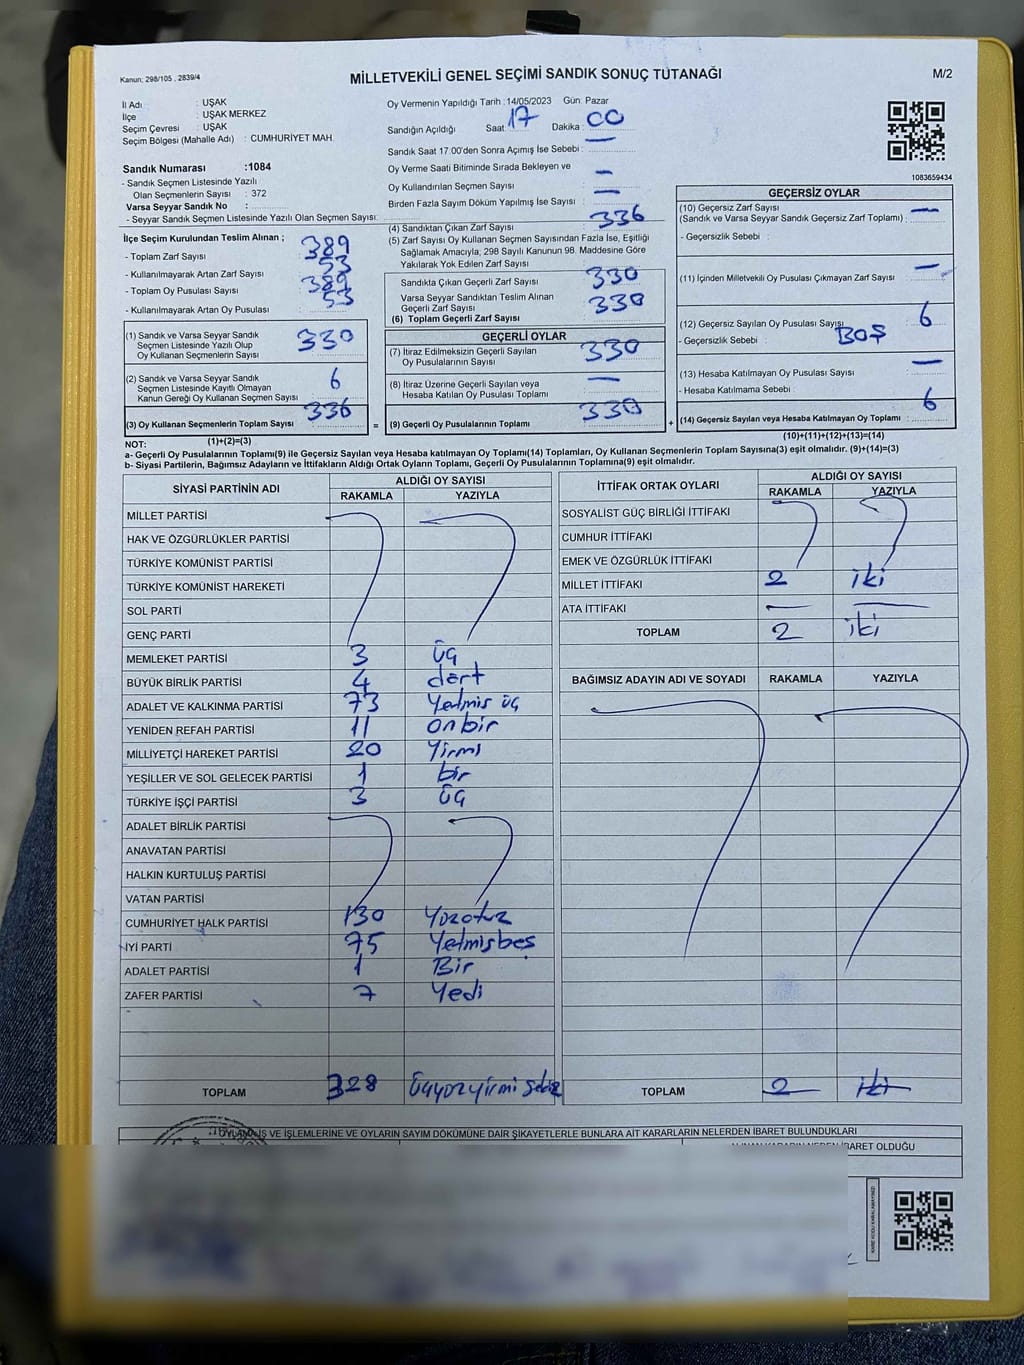 Kanun; 298/105 , 2839/4
MİLLETVEKİLİ GENEL SEÇİMİ SANDIK SONUÇ TUTANAĞI
M/2
İl Adı : UŞAK
İlçe : UŞAK MERKEZ
Seçim Çevresi : UŞAK
Seçim Bölgesi (Mahalle Adı) : CUMHURİYET MAH.
Sandık Numarası :1084
- Sandık Seçmen Listesinde Yazılı
Olan Seçmenlerin Sayısı : 372
Varsa Seyyar Sandık No :
- Seyyar Sandık Seçmen Listesinde Yazılı Olan Seçmen Sayısı:
Oy Vermenin Yapıldığı Tarih :14/05/2023 Gün: Pazar
Sandığın Açıldığı Saat: 17 Dakika : 00
Sandık Saat 17.00'den Sonra Açımış İse Sebebi : —
Oy Verme Saati Bitiminde Sırada Bekleyen ve
Oy Kullandırılan Seçmen Sayısı : —
Birden Fazla Sayım Döküm Yapılmış İse Sayısı : —
1083659434
İlçe Seçim Kurulundan Teslim Alınan ;
- Toplam Zarf Sayısı : 389
- Kullanılmayarak Artan Zarf Sayısı : 53
- Toplam Oy Pusulası Sayısı : 389
- Kullanılmayarak Artan Oy Pusulası : 53
(1) Sandık ve Varsa Seyyar Sandık
Seçmen Listesinde Yazılı Olup
Oy Kullanan Seçmenlerin Sayısı : 330
(2) Sandık ve Varsa Seyyar Sandık
Seçmen Listesinde Kayıtlı Olmayan
Kanun Gereği Oy Kullanan Seçmen Sayısı : 6
(3) Oy Kullanan Seçmenlerin Toplam Sayısı : 336
(1)+(2)=(3)
(4) Sandıktan Çıkan Zarf Sayısı : 336
(5) Zarf Sayısı Oy Kullanan Seçmen Sayısından Fazla İse, Eşitliği
Sağlamak Amacıyla, 298 Sayılı Kanunun 98. Maddesine Göre
Yakılarak Yok Edilen Zarf Sayısı :
Sandıkta Çıkan Geçerli Zarf Sayısı : 330
Varsa Seyyar Sandıktan Teslim Alınan
Geçerli Zarf Sayısı :
(6) Toplam Geçerli Zarf Sayısı : 330
GEÇERLİ OYLAR
(7) İtiraz Edilmeksizin Geçerli Sayılan
Oy Pusulalarının Sayısı : 330
(8) İtiraz Üzerine Geçerli Sayılan veya
Hesaba Katılan Oy Pusulası Toplamı : —
= (9) Geçerli Oy Pusulalarının Toplamı : 330
GEÇERSİZ OYLAR
(10) Geçersiz Zarf Sayısı
(Sandık ve Varsa Seyyar Sandık Geçersiz Zarf Toplamı) : —
- Geçersizlik Sebebi :
(11) İçinden Milletvekili Oy Pusulası Çıkmayan Zarf Sayısı : —
(12) Geçersiz Sayılan Oy Pusulası Sayısı : 6
- Geçersizlik Sebebi : BOŞ
(13) Hesaba Katılmayan Oy Pusulası Sayısı : —
- Hesaba Katılmama Sebebi :
+ (14) Geçersiz Sayılan veya Hesaba Katılmayan Oy Toplamı : 6
(10)+(11)+(12)+(13)=(14)
NOT:
a- Geçerli Oy Pusulalarının Toplamı(9) ile Geçersiz Sayılan veya Hesaba katılmayan Oy Toplamı(14) Toplamları, Oy Kullanan Seçmenlerin Toplam Sayısına(3) eşit olmalıdır. (9)+(14)=(3)
b- Siyasi Partilerin, Bağımsız Adayların ve İttifakların Aldığı Ortak Oyların Toplamı, Geçerli Oy Pusulalarının Toplamına(9) eşit olmalıdır.
SİYASİ PARTİNİN ADI ALDIĞI OY SAYISI
RAKAMLA YAZIYLA
MİLLET PARTİSİ
HAK VE ÖZGÜRLÜKLER PARTİSİ
TÜRKİYE KOMÜNİST PARTİSİ
TÜRKİYE KOMÜNİST HAREKETİ
SOL PARTİ
GENÇ PARTİ
MEMLEKET PARTİSİ 3 üç
BÜYÜK BİRLİK PARTİSİ 4 dört
ADALET VE KALKINMA PARTİSİ 73 Yetmiş üç
YENİDEN REFAH PARTİSİ 11 onbir
MİLLİYETÇİ HAREKET PARTİSİ 20 Yirmi
YEŞİLLER VE SOL GELECEK PARTİSİ 1 bir
TÜRKİYE İŞÇİ PARTİSİ 3 üç
ADALET BİRLİK PARTİSİ
ANAVATAN PARTİSİ
HALKIN KURTULUŞ PARTİSİ
VATAN PARTİSİ
CUMHURİYET HALK PARTİSİ 130 Yüzotuz
İYİ PARTİ 75 Yetmişbeş
ADALET PARTİSİ 1 Bir
ZAFER PARTİSİ 7 Yedi
TOPLAM 328 üçyüzyirmi sekiz
İTTİFAK ORTAK OYLARI ALDIĞI OY SAYISI
RAKAMLA YAZIYLA
SOSYALİST GÜÇ BİRLİĞİ İTTİFAKI
CUMHUR İTTİFAKI
EMEK VE ÖZGÜRLÜK İTTİFAKI
MİLLET İTTİFAKI 2 iki
ATA İTTİFAKI — —
TOPLAM 2 iki
BAĞIMSIZ ADAYIN ADI VE SOYADI RAKAMLA YAZIYLA
TOPLAM 2 iki
VE İŞLEMLERİNE VE OYLARIN SAYIM DÖKÜMÜNE DAİR ŞİKAYETLERLE BUNLARA AİT KARARLARIN NELERDEN İBARET BULUNDUKLARI
İBARET OLDUĞU